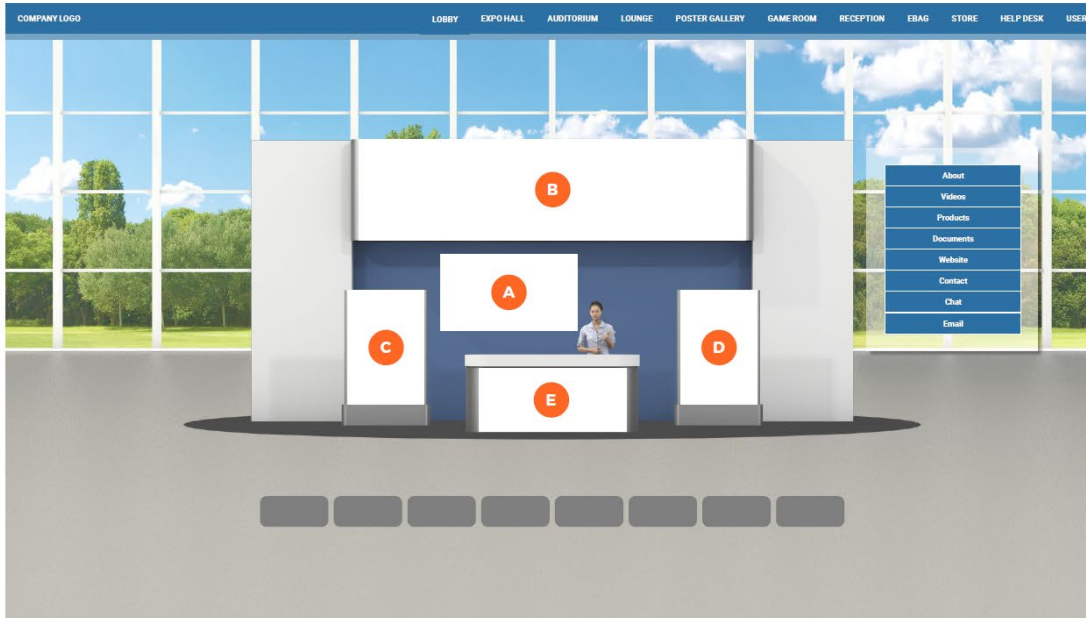 COMPANY LOGO LOBBY EXPO HALL AUDITORIUM LOUNGE POSTER GALLERY GAME ROOM RECEPTION EBAG STORE HELP DESK USER
B
About
Videos
Products
Documents
Website
Contact
Chat
Email
A
C
D
E